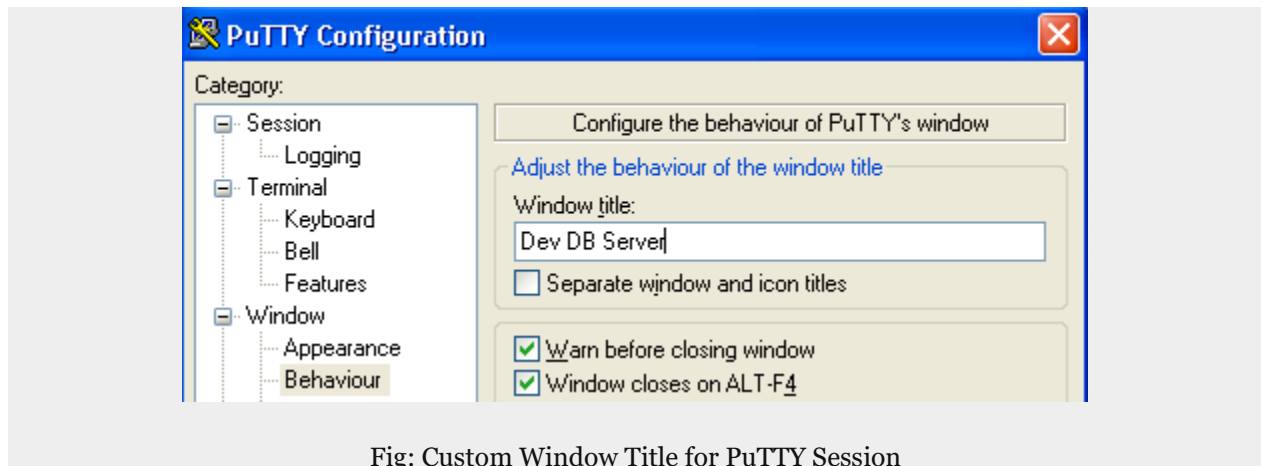 PuTTY Configuration
Category:
Session
Logging
Terminal
Keyboard
Bell
Features
Window
Appearance
Behaviour
Configure the behaviour of PuTTY's window
Adjust the behaviour of the window title
Window title:
Dev DB Server
Separate window and icon titles
Warn before closing window
Window closes on ALT-F4
Fig: Custom Window Title for PuTTY Session